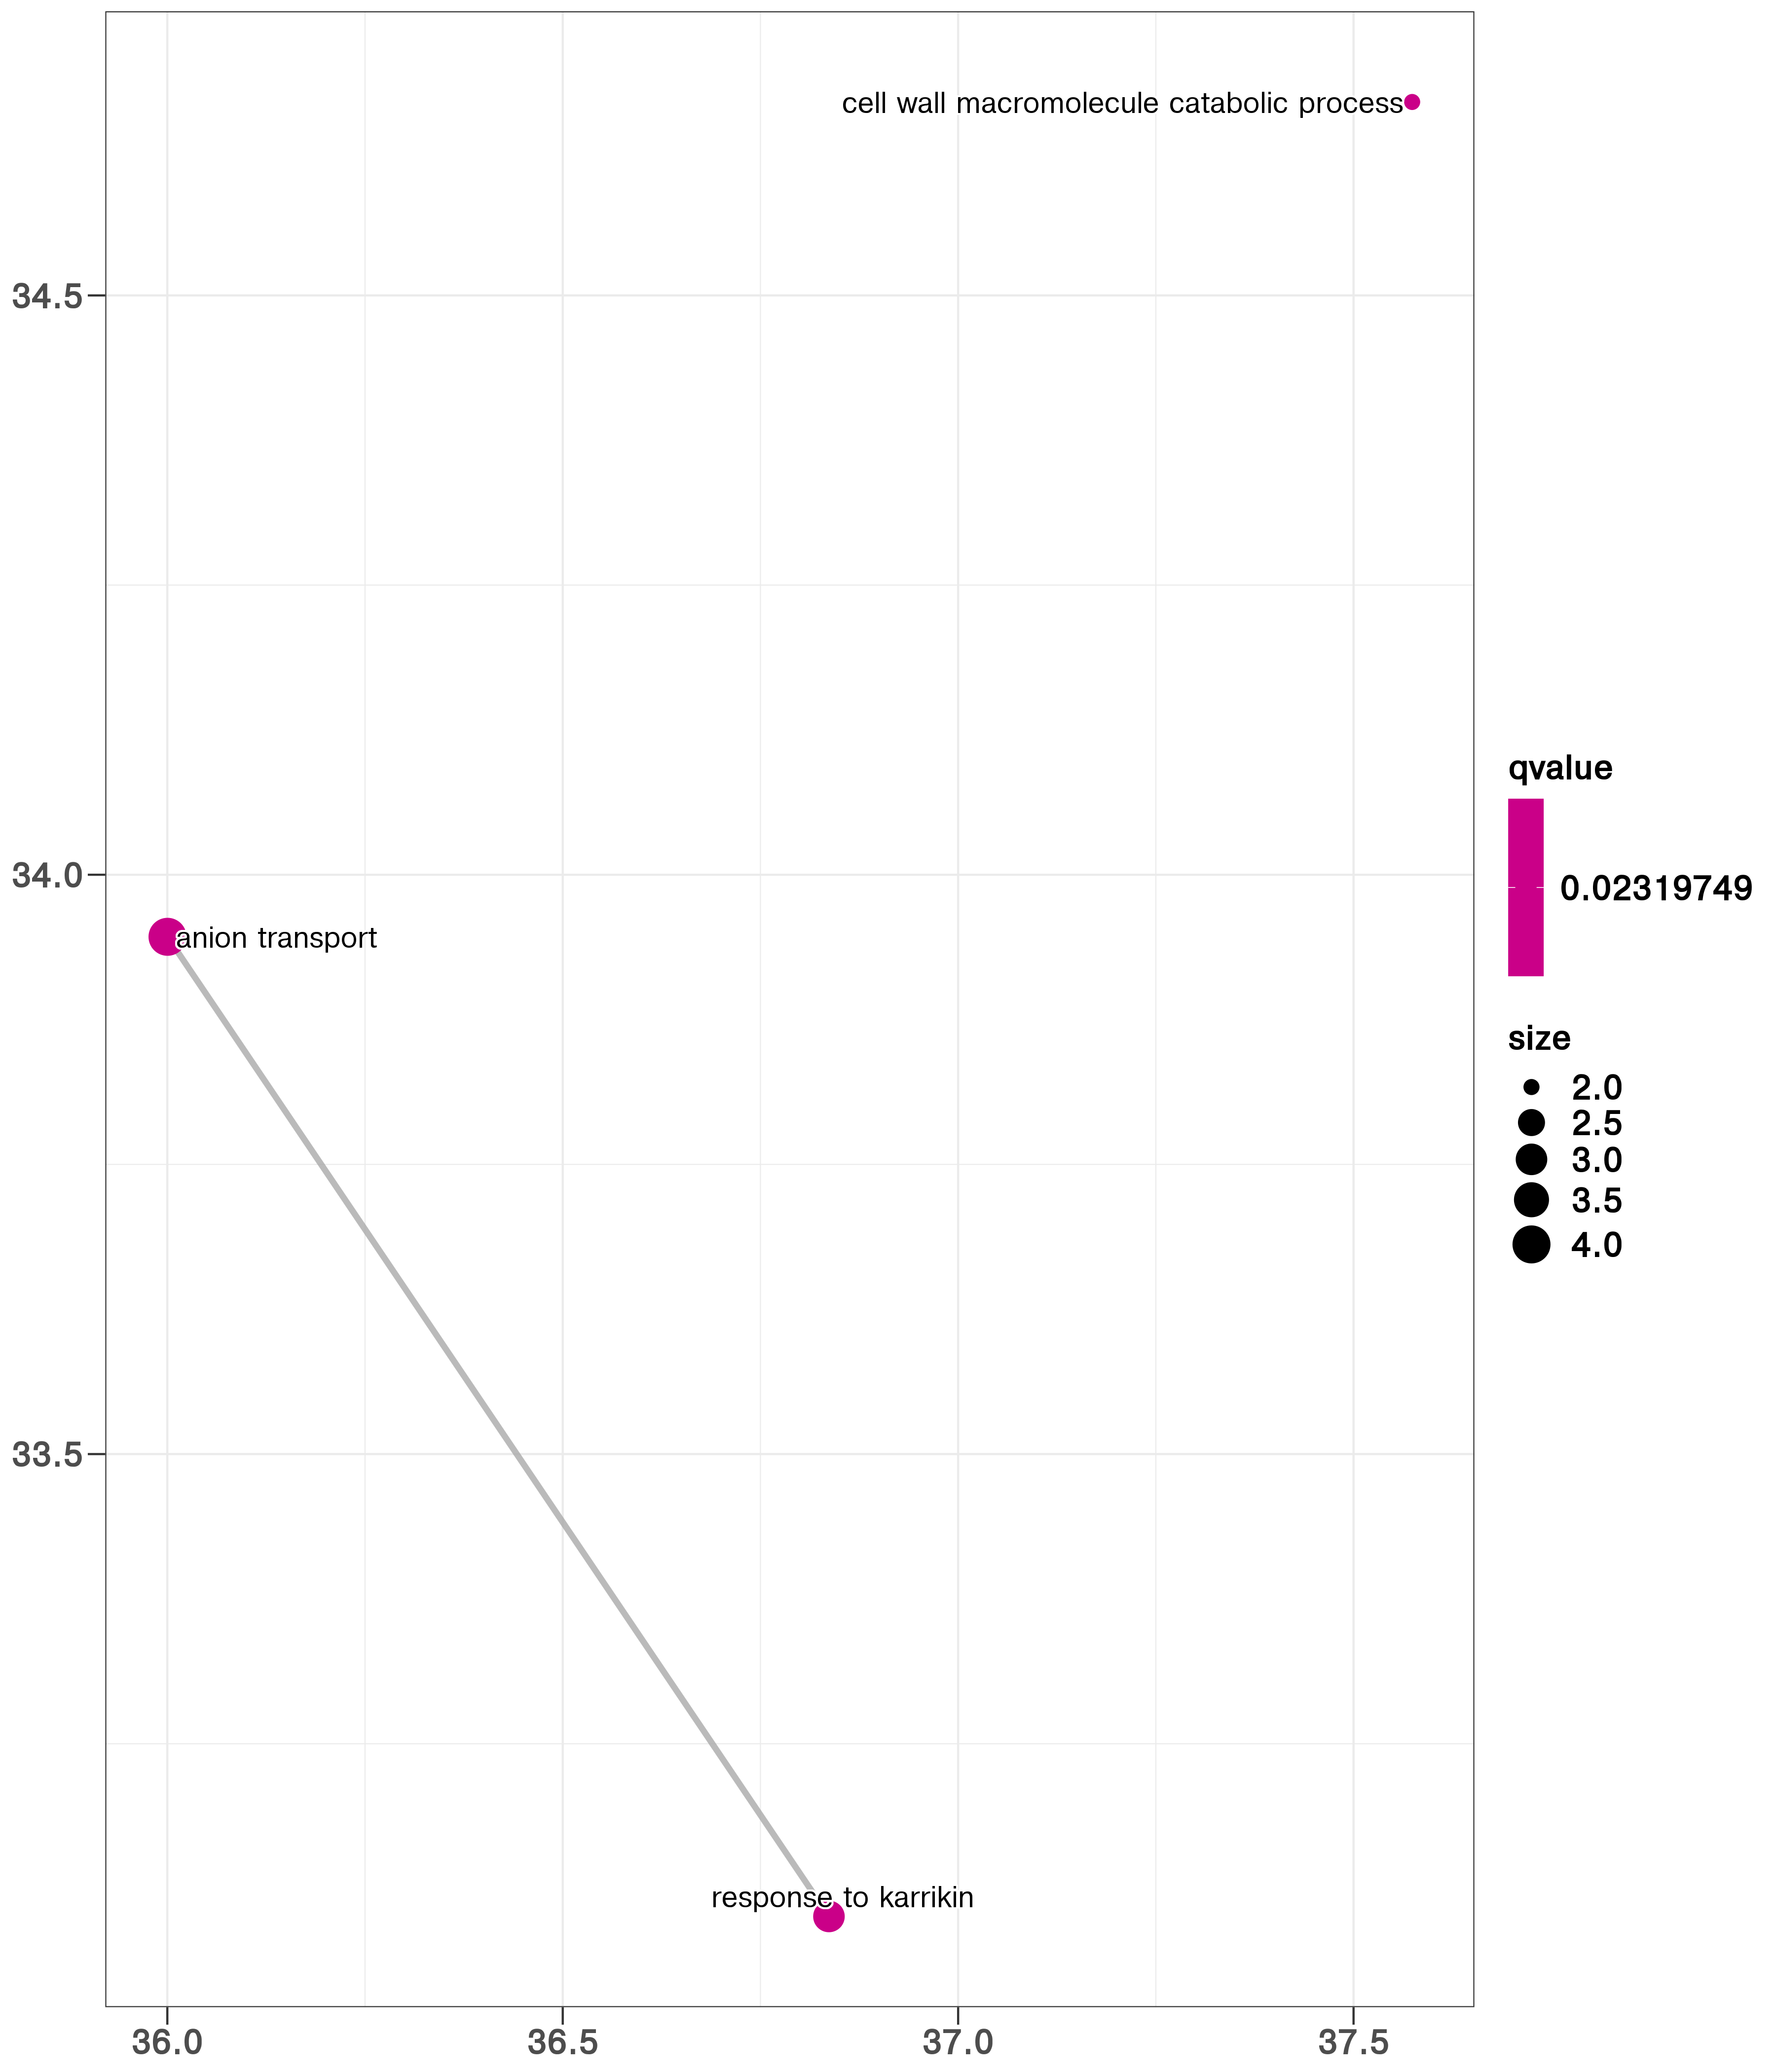 cell wall macromolecule catabolic process
34.5
34.0
anion transport
33.5
response to karrikin
36.0 36.5 37.0 37.5
qvalue
0.02319749
size
2.0
2.5
3.0
3.5
4.0